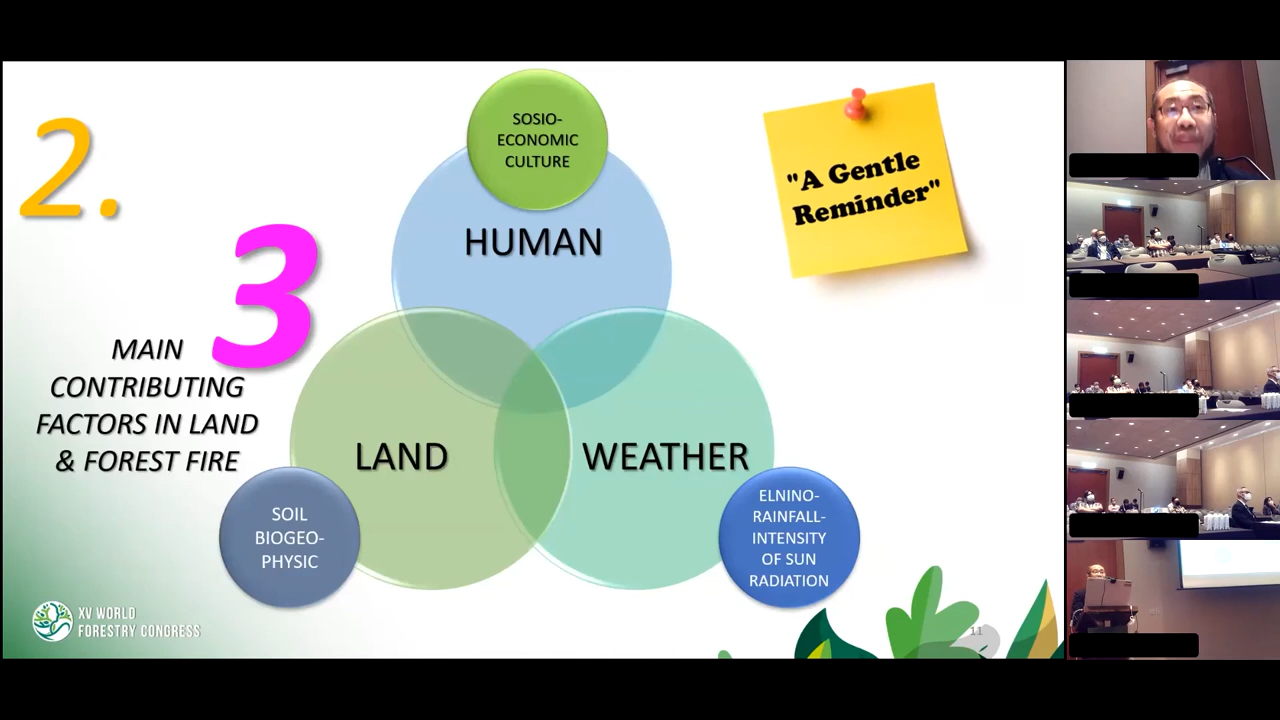 2.
3
MAIN
CONTRIBUTING
FACTORS IN LAND
& FOREST FIRE
SOSIO-
ECONOMIC
CULTURE
HUMAN
LAND
WEATHER
SOIL
BIOGEO-
PHYSIC
ELNINO-
RAINFALL-
INTENSITY
OF SUN
RADIATION
"A Gentle
Reminder"
XV WORLD
FORESTRY CONGRESS
11